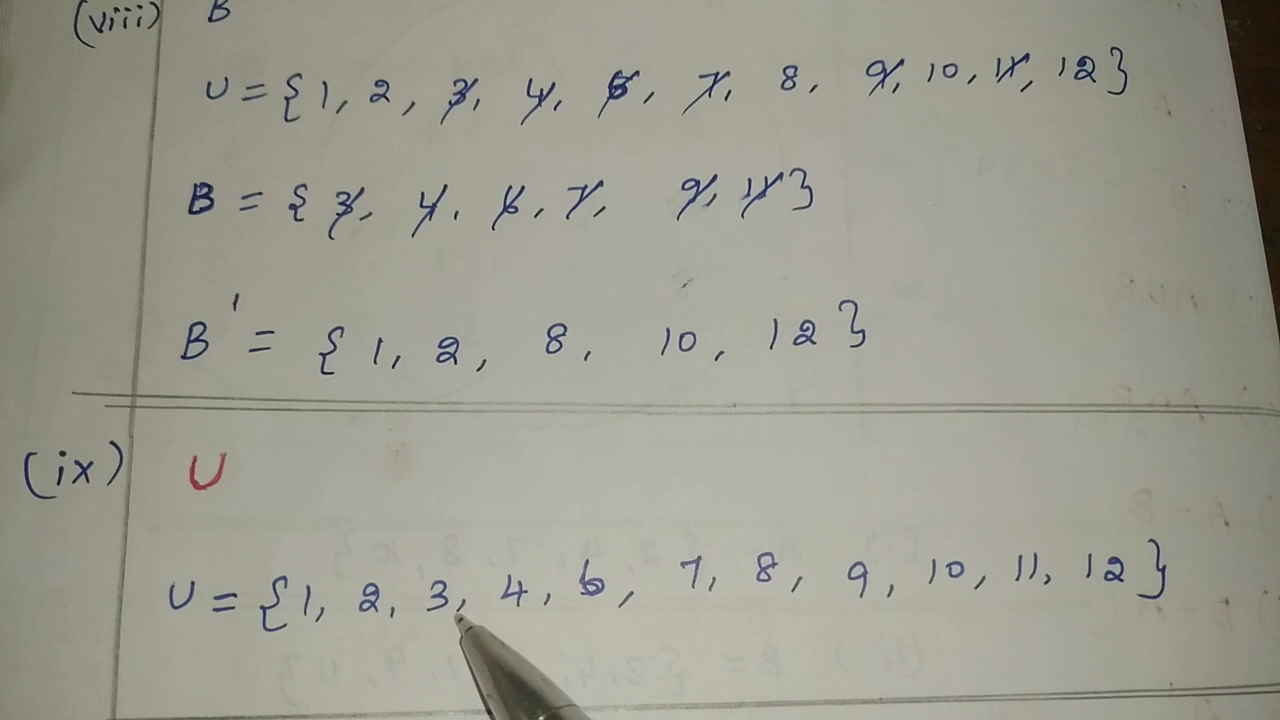 (viii) B
U = {1, 2, 3, 4, 6, 7, 8, 9, 10, 11, 12}
B = {3, 4, 6, 7, 9, 11}
B' = {1, 2, 8, 10, 12}
(ix) U
U = {1, 2, 3, 4, 6, 7, 8, 9, 10, 11, 12}